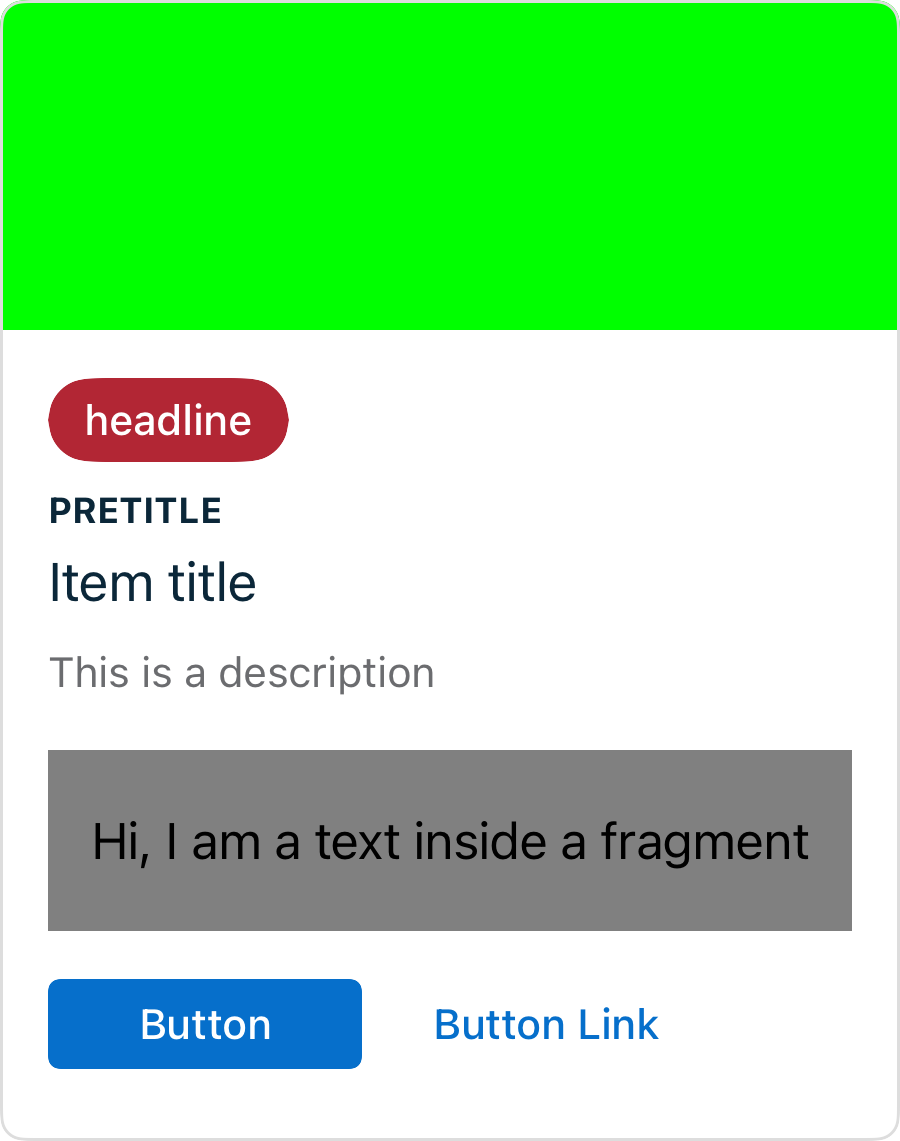 headline
PRETITLE
Item title
This is a description
Hi, I am a text inside a fragment
Button
Button Link